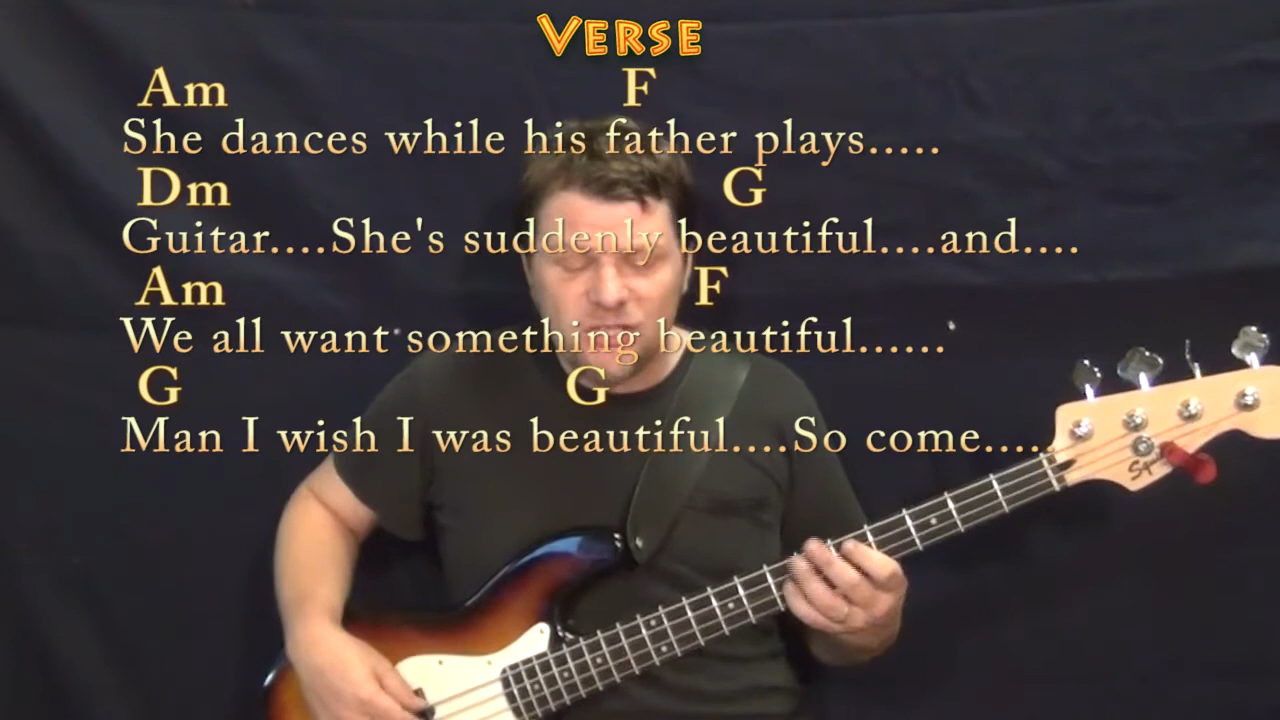 VERSE
Am F
She dances while his father plays.....
Dm G
Guitar....She's suddenly beautiful....and....
Am F
We all want something beautiful......
G G
Man I wish I was beautiful....So come.....